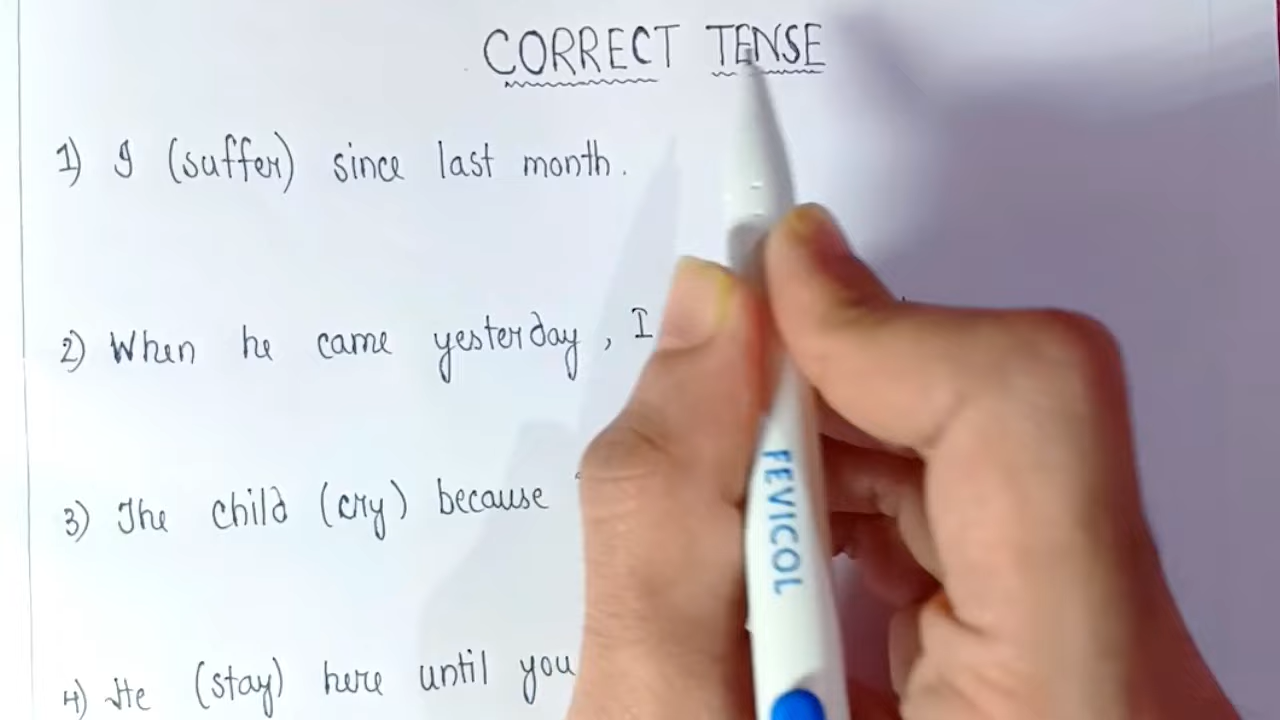 CORRECT TENSE
1) I (suffer) since last month.
2) When he came yesterday, I
3) The child (cry) because
4) He (stay) here until you
FEVICOL